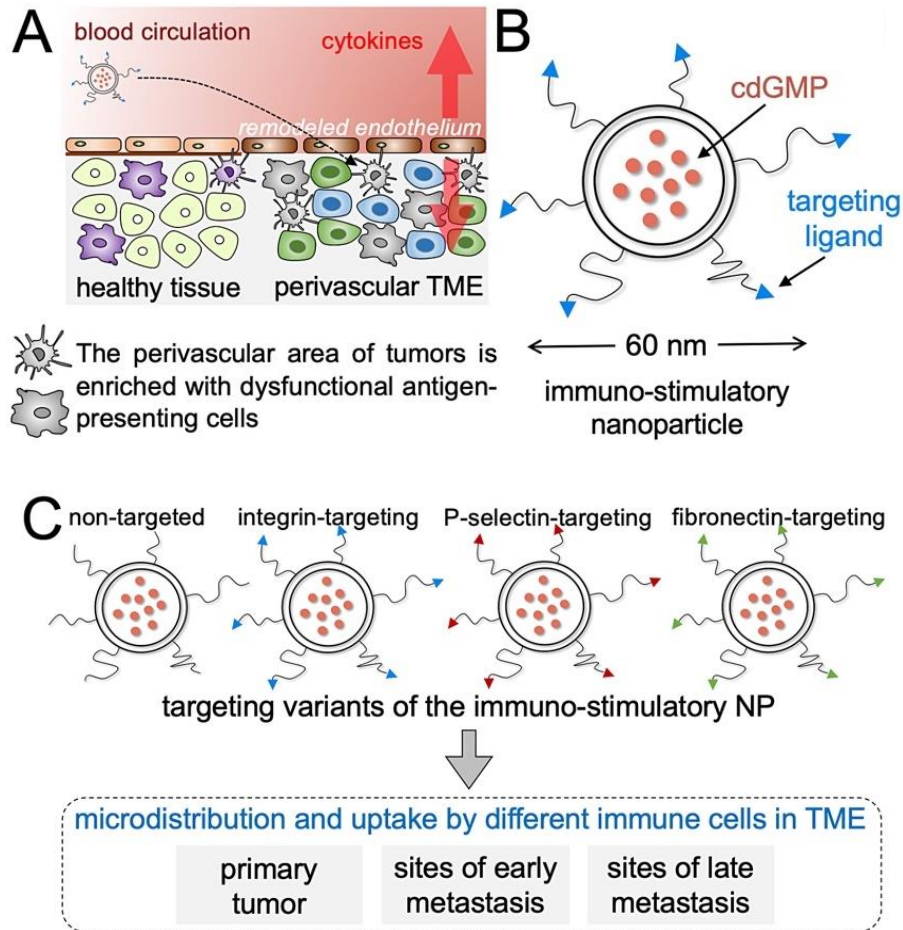 A
blood circulation
cytokines
remodeled endothelium
healthy tissue
perivascular TME
The perivascular area of tumors is
enriched with dysfunctional antigen-
presenting cells
B
cdGMP
targeting
ligand
60 nm
immuno-stimulatory
nanoparticle
C
non-targeted
integrin-targeting
P-selectin-targeting
fibronectin-targeting
targeting variants of the immuno-stimulatory NP
microdistribution and uptake by different immune cells in TME
primary
tumor
sites of early
metastasis
sites of late
metastasis